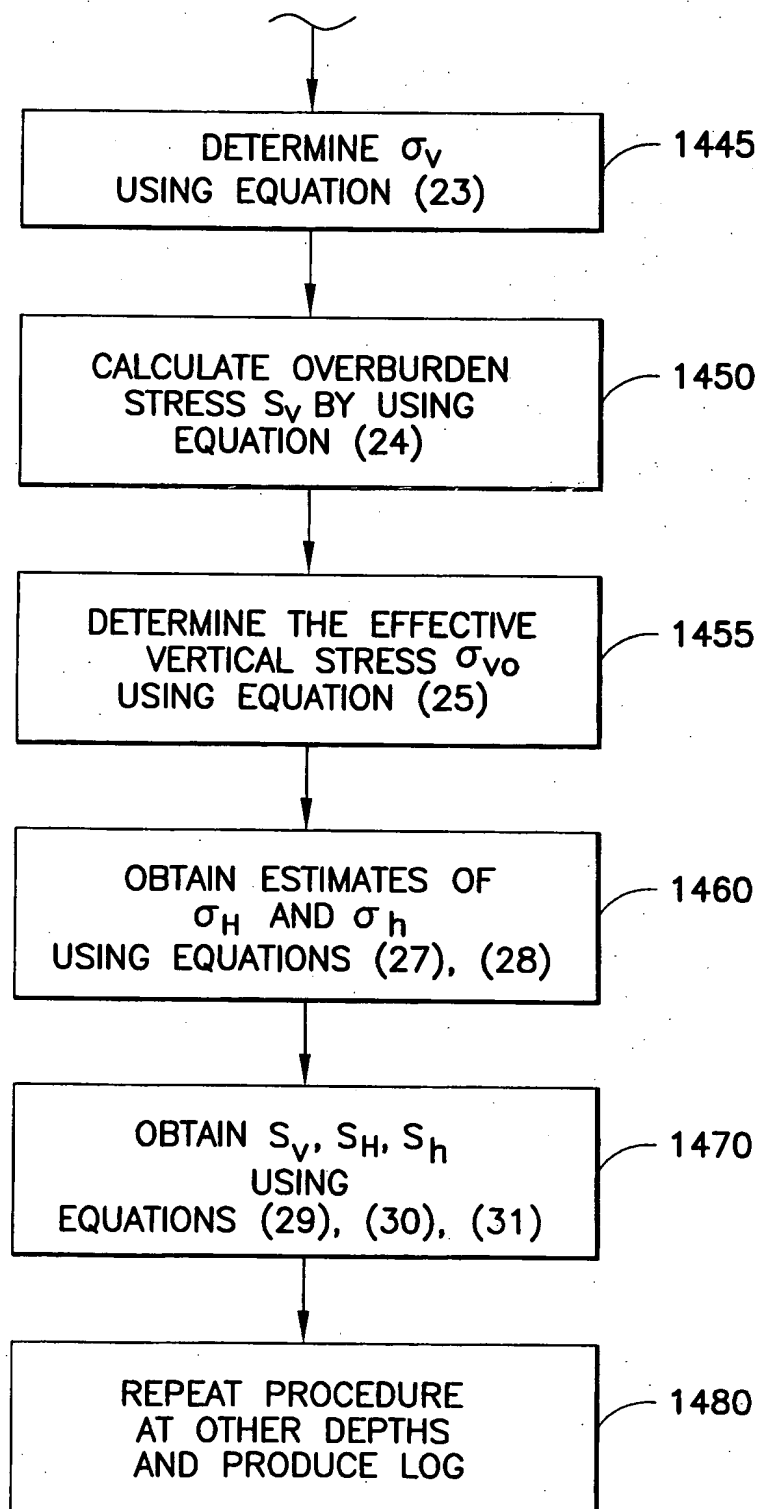 DETERMINE σv
USING EQUATION (23)
1445
CALCULATE OVERBURDEN
STRESS Sv BY USING
EQUATION (24)
1450
DETERMINE THE EFFECTIVE
VERTICAL STRESS σvo
USING EQUATION (25)
1455
OBTAIN ESTIMATES OF
σH AND σh
USING EQUATIONS (27), (28)
1460
OBTAIN Sv, SH, Sh
USING
EQUATIONS (29), (30), (31)
1470
REPEAT PROCEDURE
AT OTHER DEPTHS
AND PRODUCE LOG
1480